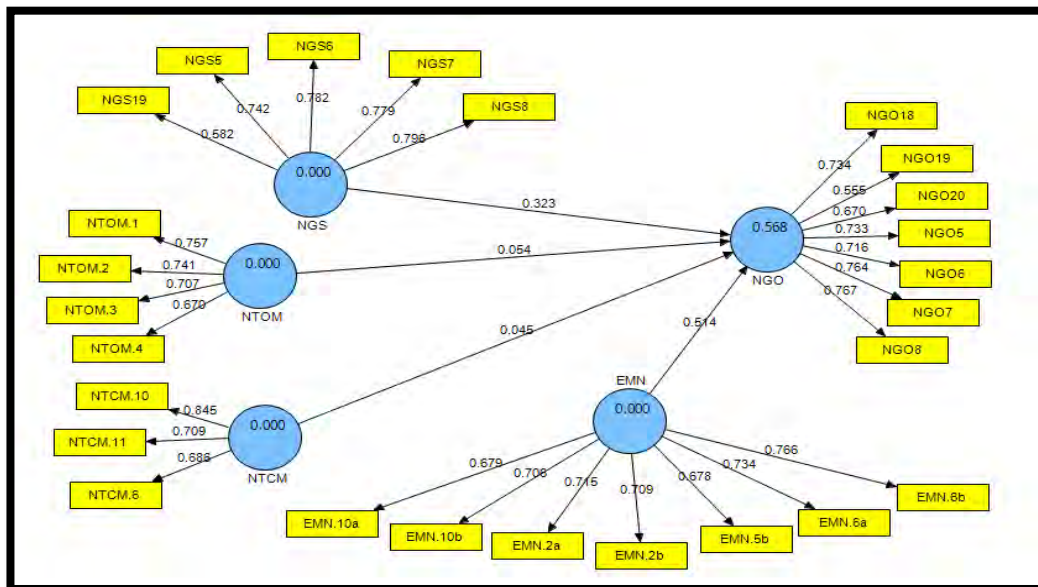 NGS6
NGS5
NGS7
NGS19
NGS8
0.582
0.742
0.782
0.779
0.796
0.000
NGS
NGO18
NGO19
NGO20
NGO5
NGO6
NGO7
NGO8
0.734
0.555
0.670
0.733
0.716
0.764
0.767
0.568
NGO
0.323
0.054
0.045
0.514
NTOM.1
NTOM.2
NTOM.3
NTOM.4
0.757
0.741
0.707
0.670
0.000
NTOM
NTCM.10
NTCM.11
NTCM.6
0.845
0.709
0.686
0.000
NTCM
EMN
0.000
0.679
0.706
0.715
0.709
0.678
0.734
0.766
EMN.10a
EMN.10b
EMN.2a
EMN.2b
EMN.5b
EMN.6a
EMN.6b